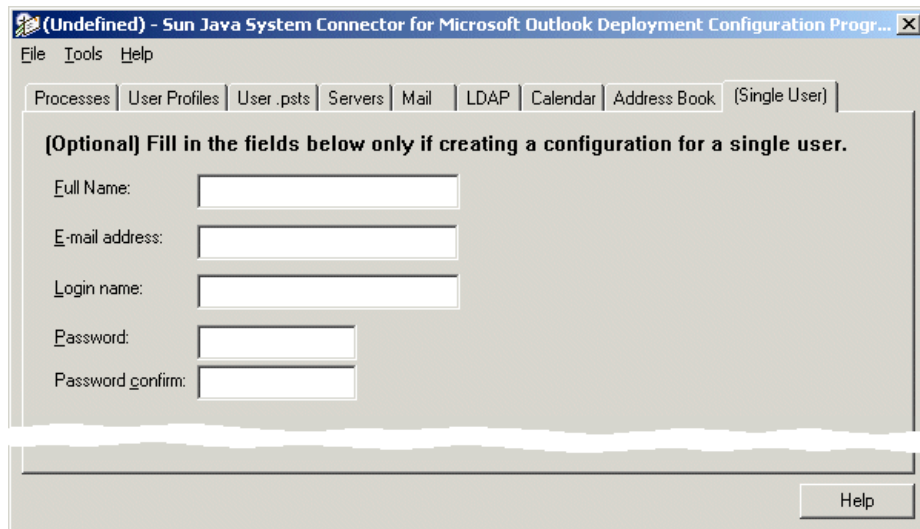 (Undefined) - Sun Java System Connector for Microsoft Outlook Deployment Configuration Progr...
File Tools Help
Processes User Profiles User .psts Servers Mail LDAP Calendar Address Book (Single User)
(Optional) Fill in the fields below only if creating a configuration for a single user.
Full Name:
E-mail address:
Login name:
Password:
Password confirm:
Help